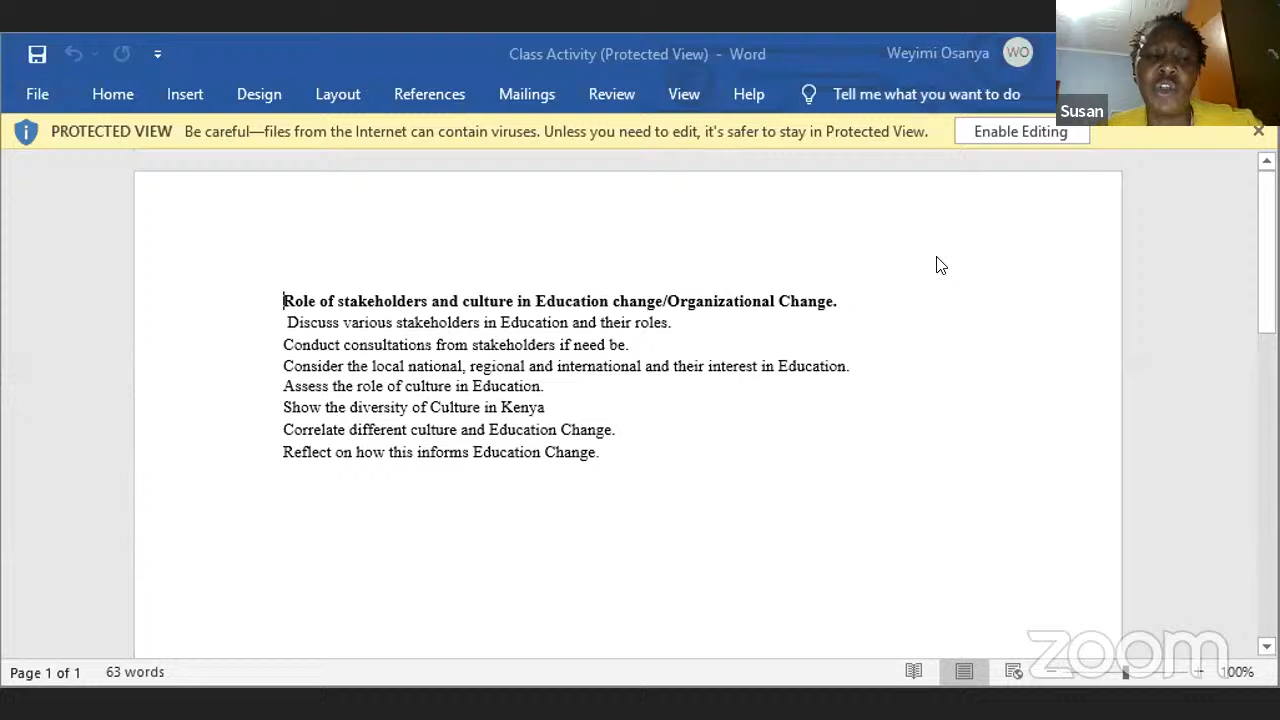 Class Activity (Protected View) - Word
Weyimi Osanya WO
File Home Insert Design Layout References Mailings Review View Help Tell me what you want to do
Susan
PROTECTED VIEW Be careful—files from the Internet can contain viruses. Unless you need to edit, it's safer to stay in Protected View. Enable Editing
Role of stakeholders and culture in Education change/Organizational Change.
Discuss various stakeholders in Education and their roles.
Conduct consultations from stakeholders if need be.
Consider the local national, regional and international and their interest in Education.
Assess the role of culture in Education.
Show the diversity of Culture in Kenya
Correlate different culture and Education Change.
Reflect on how this informs Education Change.
zoom
Page 1 of 1 63 words 100%